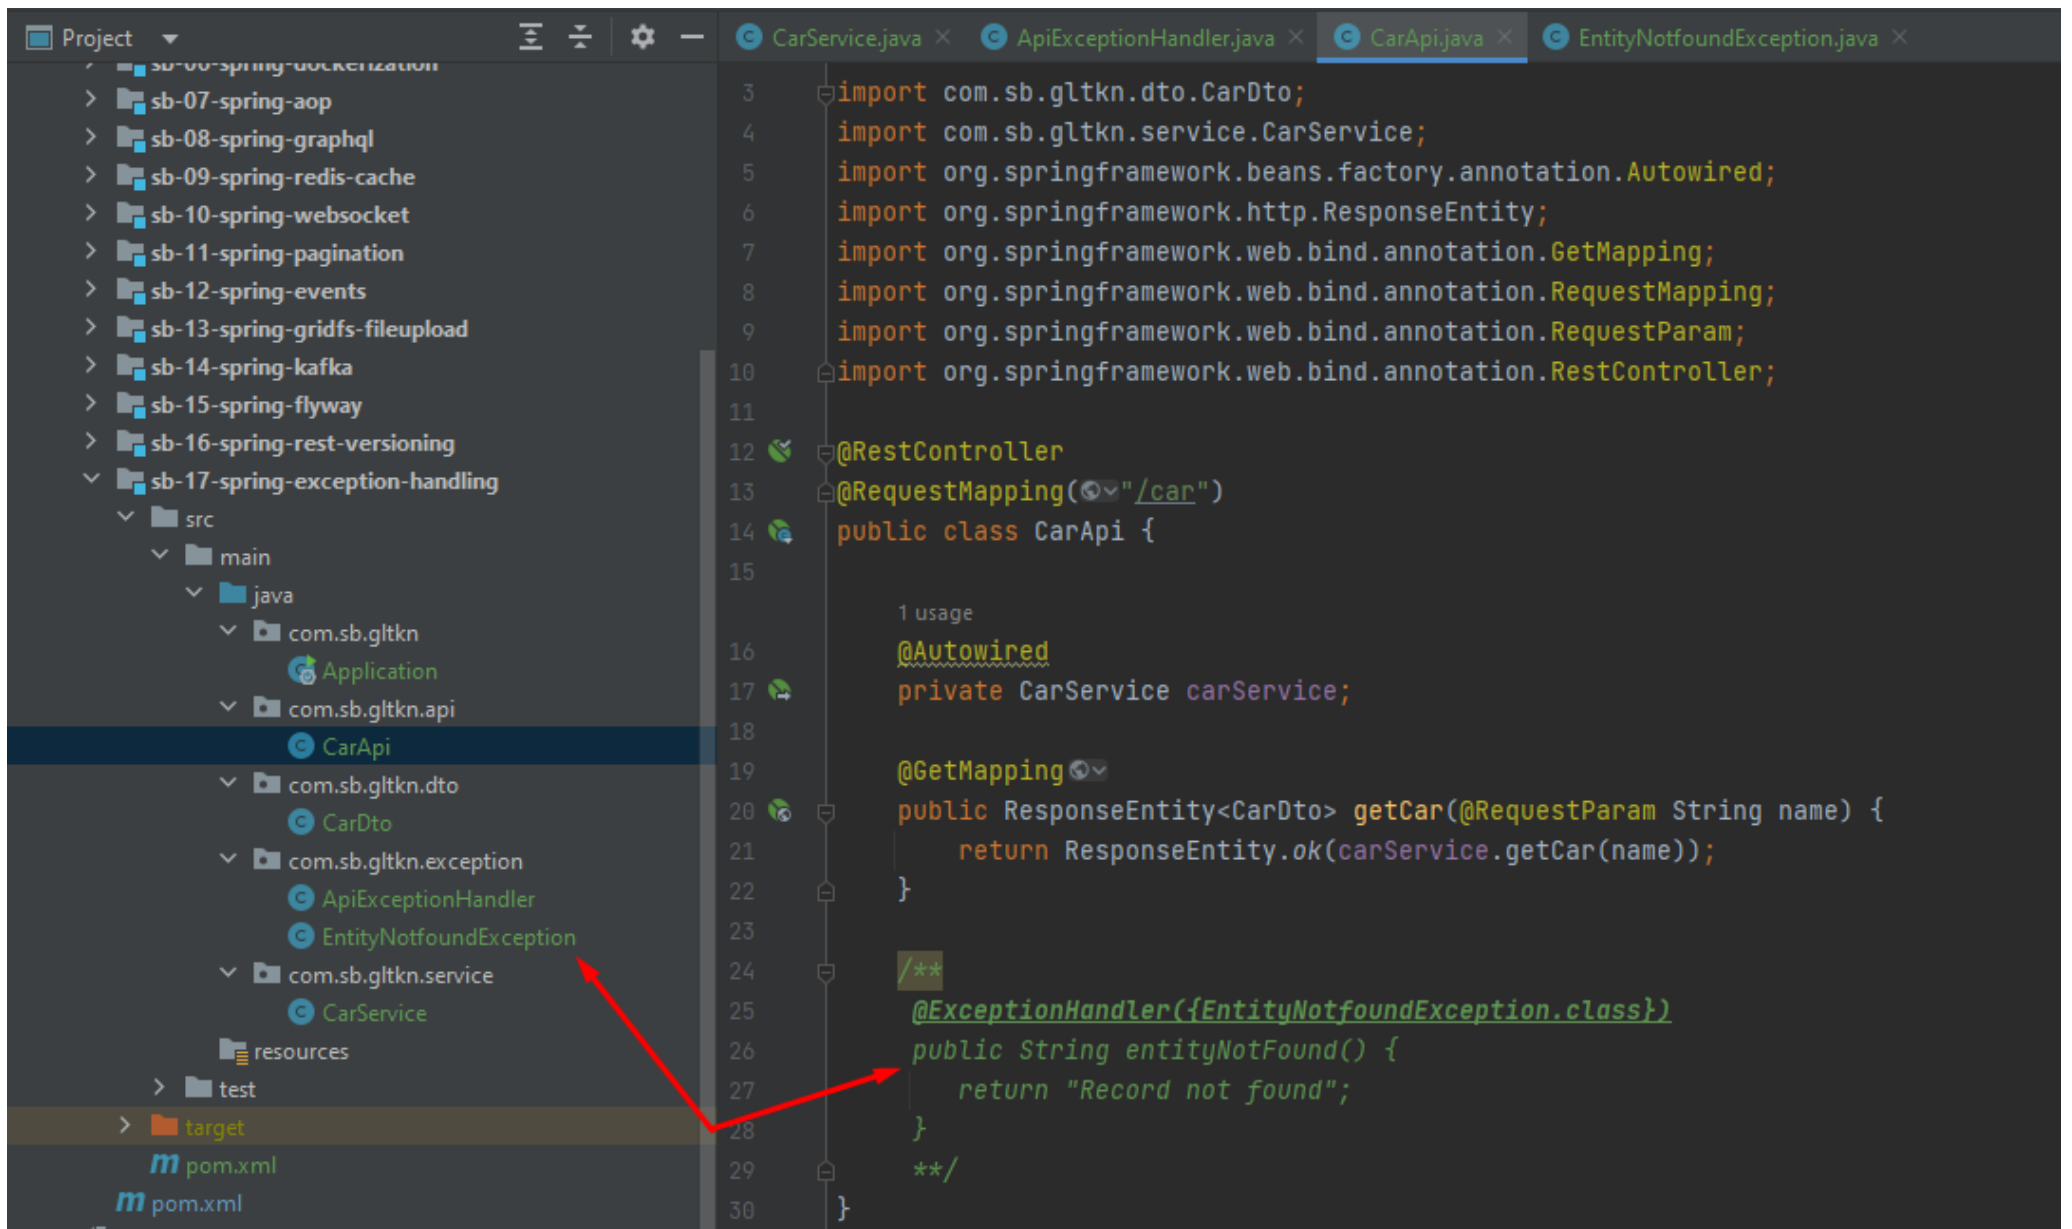 Project
CarService.java
ApiExceptionHandler.java
CarApi.java
EntityNotfoundException.java
sb-06-spring-dockerization
sb-07-spring-aop
sb-08-spring-graphql
sb-09-spring-redis-cache
sb-10-spring-websocket
sb-11-spring-pagination
sb-12-spring-events
sb-13-spring-gridfs-fileupload
sb-14-spring-kafka
sb-15-spring-flyway
sb-16-spring-rest-versioning
sb-17-spring-exception-handling
src
main
java
com.sb.gltkn
Application
com.sb.gltkn.api
CarApi
com.sb.gltkn.dto
CarDto
com.sb.gltkn.exception
ApiExceptionHandler
EntityNotfoundException
com.sb.gltkn.service
CarService
resources
test
target
pom.xml
pom.xml
3 import com.sb.gltkn.dto.CarDto;
4 import com.sb.gltkn.service.CarService;
5 import org.springframework.beans.factory.annotation.Autowired;
6 import org.springframework.http.ResponseEntity;
7 import org.springframework.web.bind.annotation.GetMapping;
8 import org.springframework.web.bind.annotation.RequestMapping;
9 import org.springframework.web.bind.annotation.RequestParam;
10 import org.springframework.web.bind.annotation.RestController;
11
12 @RestController
13 @RequestMapping("/car")
14 public class CarApi {
15
1 usage
16 @Autowired
17 private CarService carService;
18
19 @GetMapping
20 public ResponseEntity<CarDto> getCar(@RequestParam String name) {
21 return ResponseEntity.ok(carService.getCar(name));
22 }
23
24 /**
25 @ExceptionHandler({EntityNotfoundException.class})
26 public String entityNotFound() {
27 return "Record not found";
28 }
29 **/
30 }